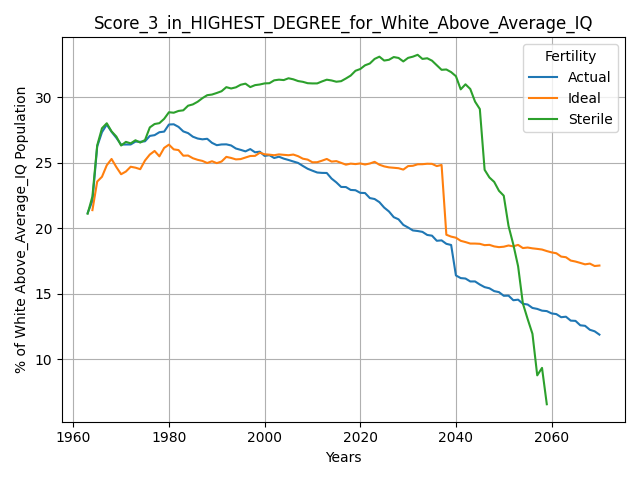 Score_3_in_HIGHEST_DEGREE_for_White_Above_Average_IQ
% of White Above_Average_IQ Population
30
25
20
15
10
1960
1980
2000
2020
2040
2060
Years
Fertility
Actual
Ideal
Sterile